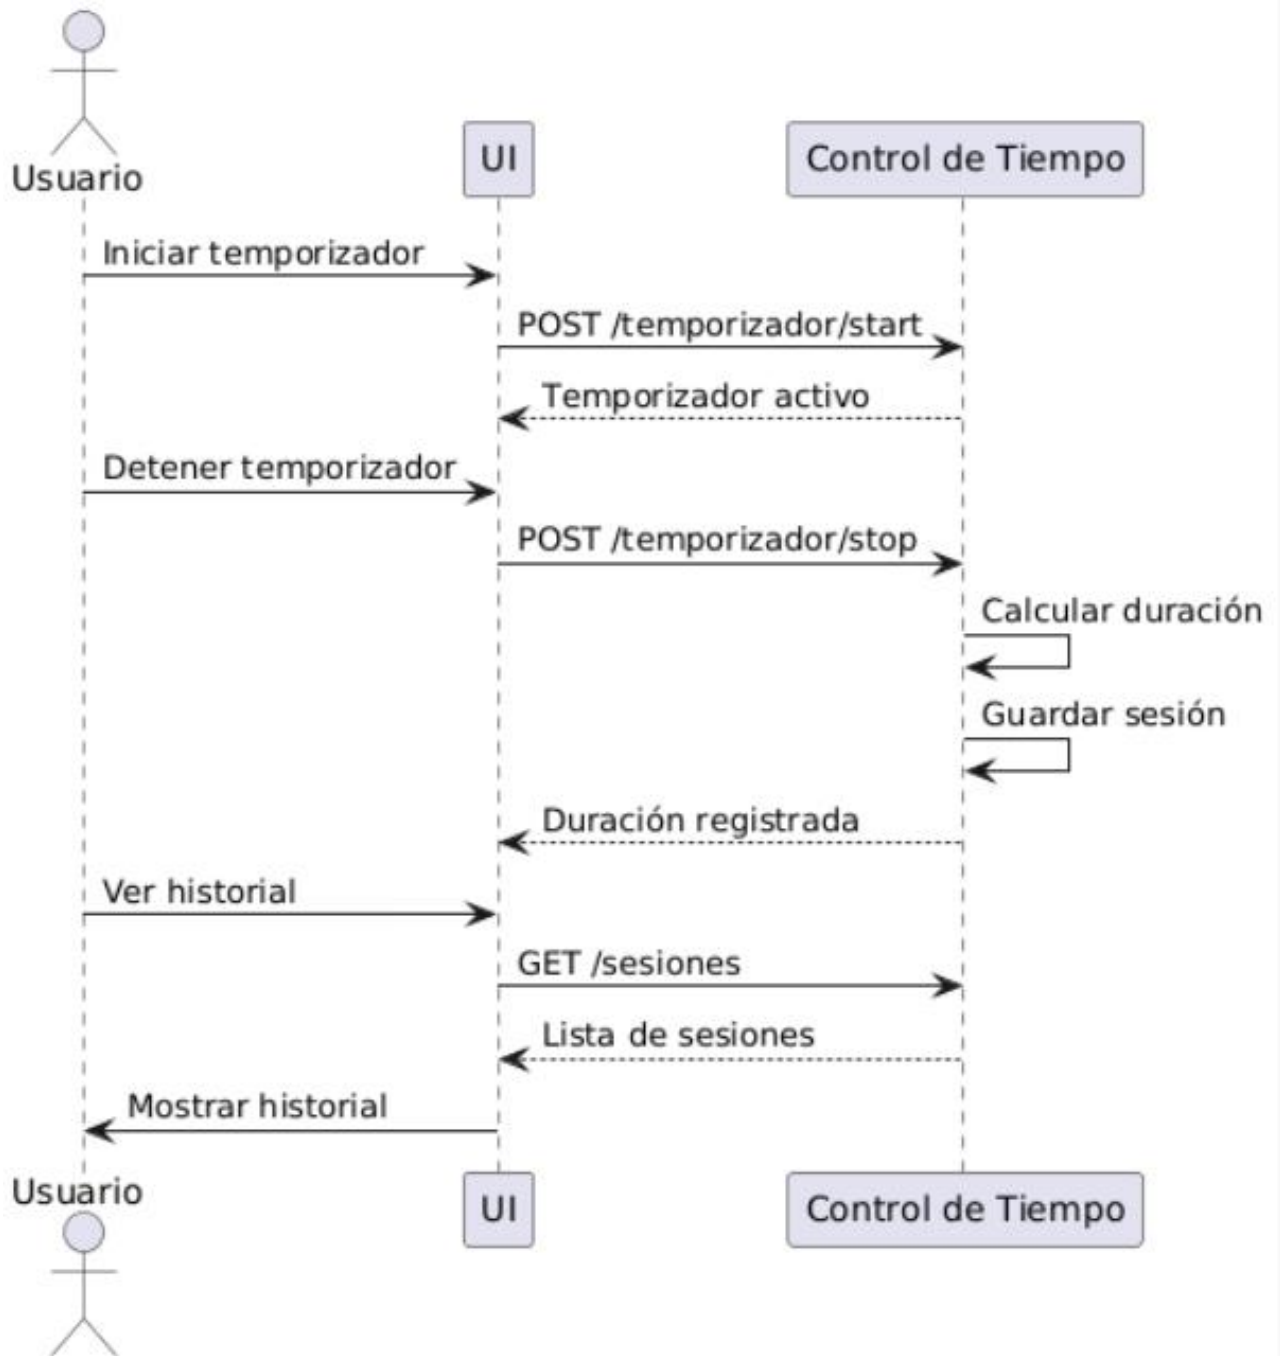 Usuario
UI
Control de Tiempo
Iniciar temporizador
POST /temporizador/start
Temporizador activo
Detener temporizador
POST /temporizador/stop
Calcular duración
Guardar sesión
Duración registrada
Ver historial
GET /sesiones
Lista de sesiones
Mostrar historial
Usuario
UI
Control de Tiempo